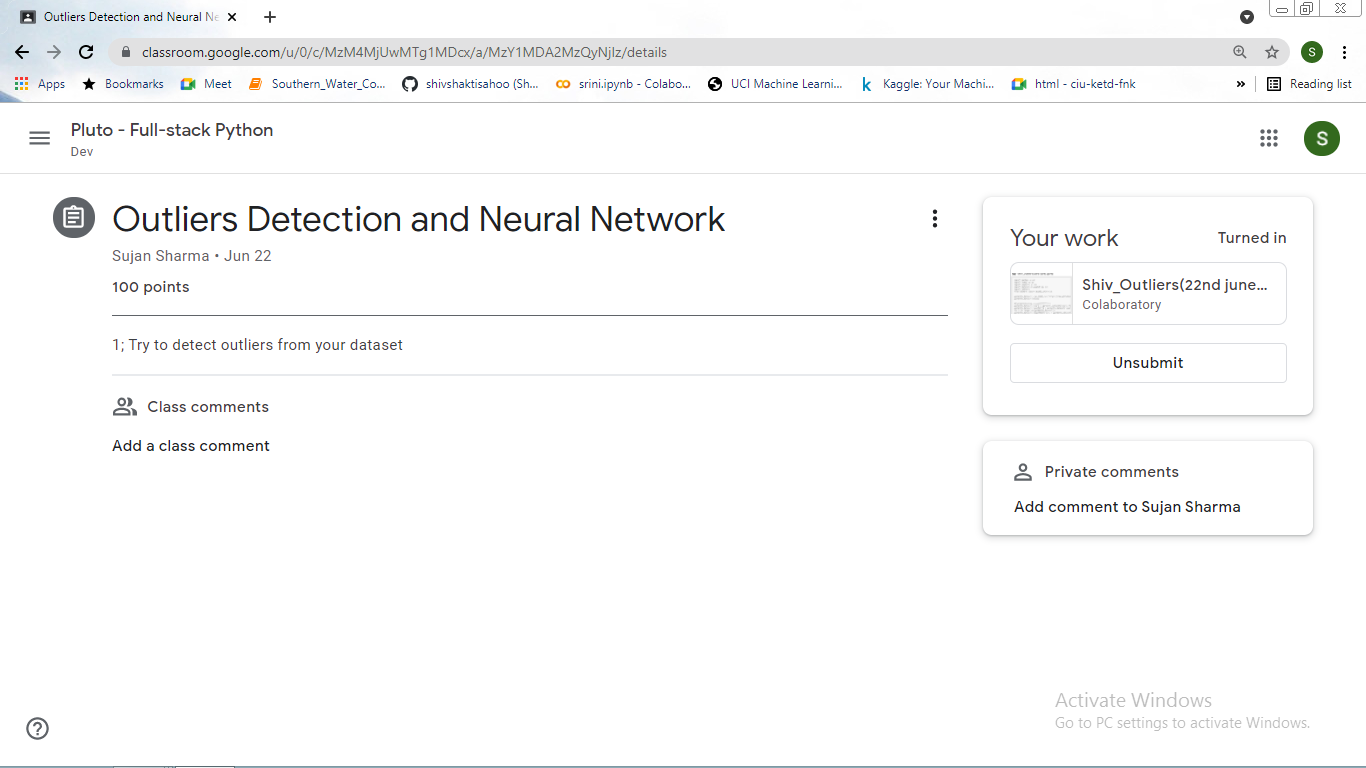 Outliers Detection and Neural Ne
classroom.google.com/u/0/c/MzM4MjUwMTg1MDcx/a/MzY1MDA2MzQyNjIz/details
S
Apps
Bookmarks
Meet
Southern_Water_Co...
shivshaktisahoo (Sh...
srini.ipynb - Colabo...
UCI Machine Learni...
Kaggle: Your Machi...
html - ciu-ketd-fnk
»
Reading list
Pluto - Full-stack Python
Dev
S
Outliers Detection and Neural Network
Sujan Sharma • Jun 22
100 points
1; Try to detect outliers from your dataset
Class comments
Add a class comment
Your work
Turned in
Shiv_Outliers(22nd june...
Colaboratory
Unsubmit
Private comments
Add comment to Sujan Sharma
Activate Windows
Go to PC settings to activate Windows.